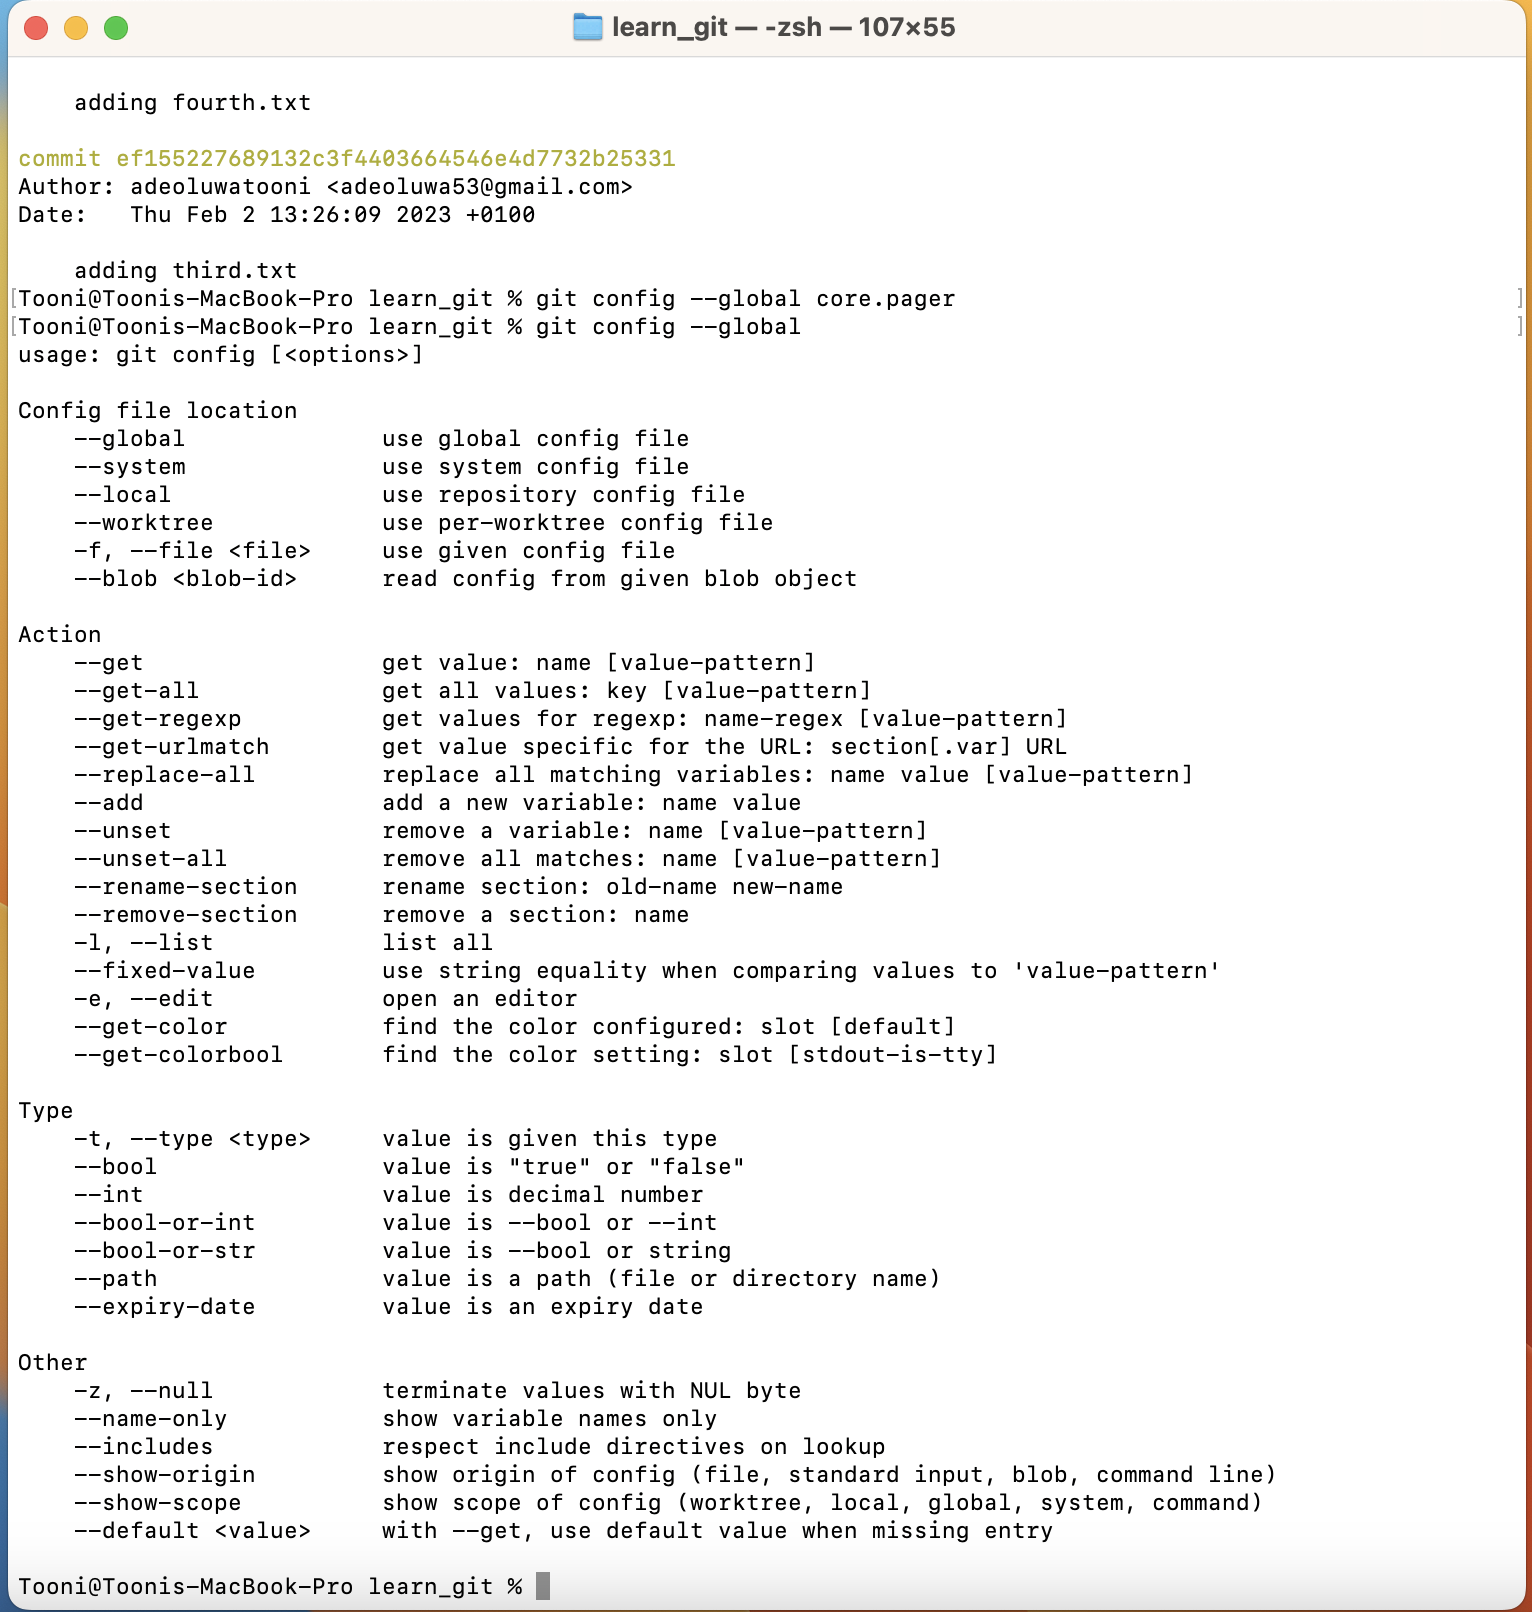 learn_git — -zsh — 107×55
adding fourth.txt
commit ef155227689132c3f4403664546e4d7732b25331
Author: adeoluwatooni <adeoluwa53@gmail.com>
Date:   Thu Feb 2 13:26:09 2023 +0100
adding third.txt
[Tooni@Toonis-MacBook-Pro learn_git % git config --global core.pager ]
[Tooni@Toonis-MacBook-Pro learn_git % git config --global ]
usage: git config [<options>]
Config file location
--global              use global config file
--system              use system config file
--local               use repository config file
--worktree            use per-worktree config file
-f, --file <file>     use given config file
--blob <blob-id>      read config from given blob object
Action
--get                 get value: name [value-pattern]
--get-all             get all values: key [value-pattern]
--get-regexp          get values for regexp: name-regex [value-pattern]
--get-urlmatch        get value specific for the URL: section[.var] URL
--replace-all         replace all matching variables: name value [value-pattern]
--add                 add a new variable: name value
--unset               remove a variable: name [value-pattern]
--unset-all           remove all matches: name [value-pattern]
--rename-section      rename section: old-name new-name
--remove-section      remove a section: name
-l, --list            list all
--fixed-value         use string equality when comparing values to 'value-pattern'
-e, --edit            open an editor
--get-color           find the color configured: slot [default]
--get-colorbool       find the color setting: slot [stdout-is-tty]
Type
-t, --type <type>     value is given this type
--bool                value is "true" or "false"
--int                 value is decimal number
--bool-or-int         value is --bool or --int
--bool-or-str         value is --bool or string
--path                value is a path (file or directory name)
--expiry-date         value is an expiry date
Other
-z, --null            terminate values with NUL byte
--name-only           show variable names only
--includes            respect include directives on lookup
--show-origin         show origin of config (file, standard input, blob, command line)
--show-scope          show scope of config (worktree, local, global, system, command)
--default <value>     with --get, use default value when missing entry
Tooni@Toonis-MacBook-Pro learn_git %